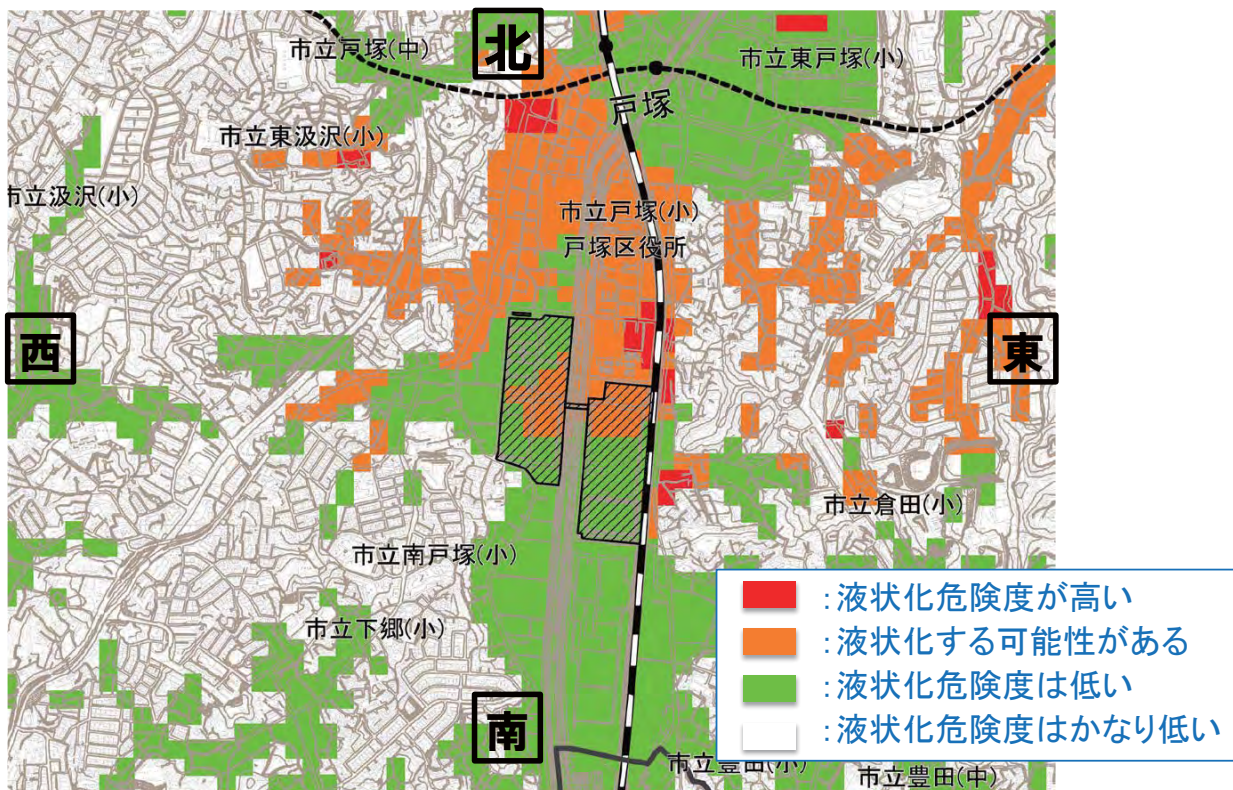 北
市立戸塚(中)
市立東戸塚(小)
戸塚
市立東汲沢(小)
市立汲沢(小)
市立戸塚(小)
戸塚区役所
西
東
市立倉田(小)
市立南戸塚(小)
市立下郷(小)
南
市立豊田(小)
市立豊田(中)
:液状化危険度が高い
:液状化する可能性がある
:液状化危険度は低い
:液状化危険度はかなり低い